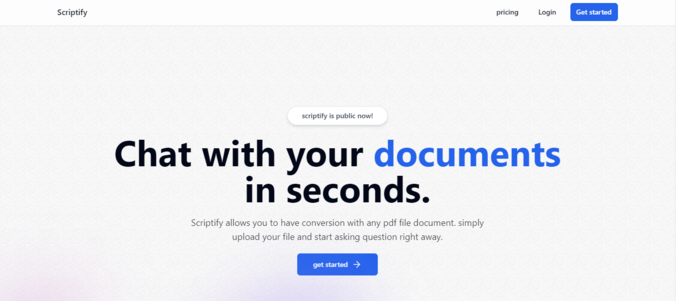 Scriptify
pricing
Login
Get started
scriptify is public now!
Chat with your documents
in seconds.
Scriptify allows you to have conversion with any pdf file document. simply
upload your file and start asking question right away.
get started